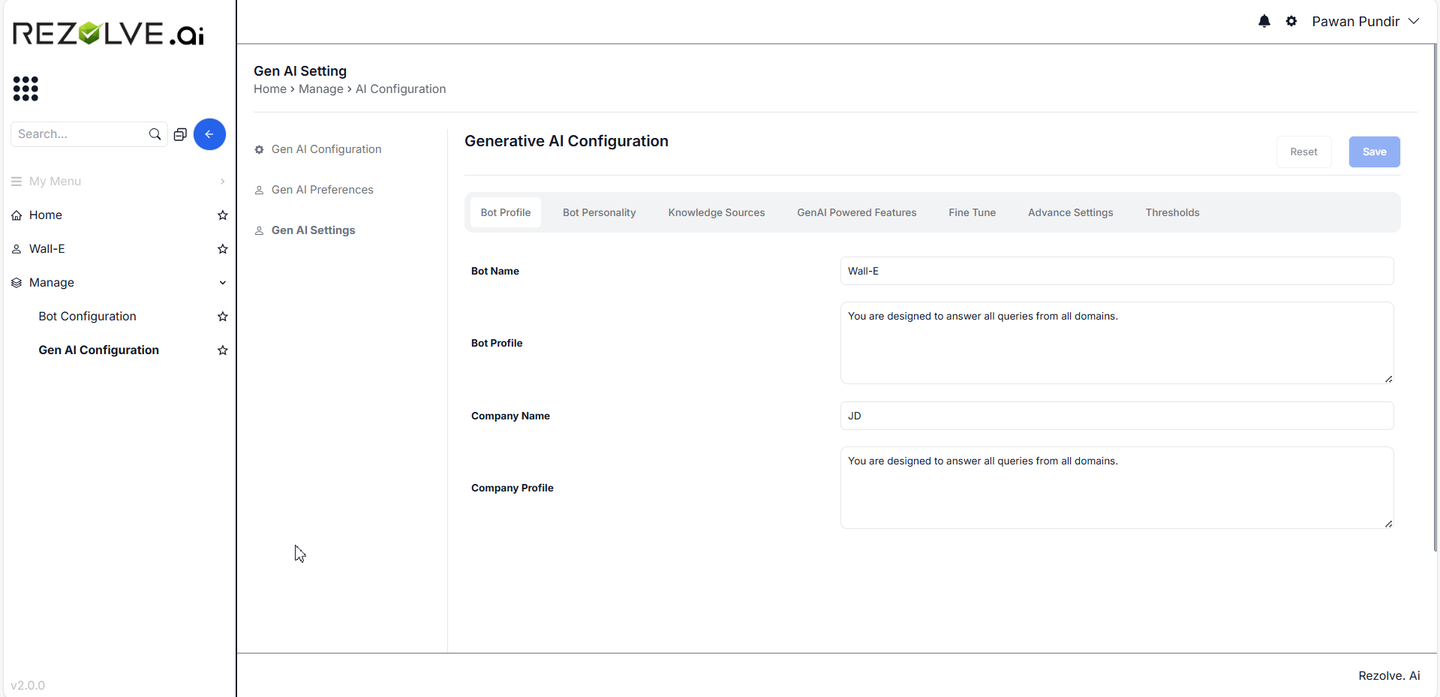 REZOLVE.ai
Pawan Pundir
Search...
My Menu
Home
Wall-E
Manage
Bot Configuration
Gen AI Configuration
v2.0.0
Gen AI Setting
Home > Manage > AI Configuration
Gen AI Configuration
Gen AI Preferences
Gen AI Settings
Generative AI Configuration
Reset Save
Bot Profile Bot Personality Knowledge Sources GenAI Powered Features Fine Tune Advance Settings Thresholds
Bot Name Wall-E
Bot Profile You are designed to answer all queries from all domains.
Company Name JD
Company Profile You are designed to answer all queries from all domains.
Rezolve. Ai